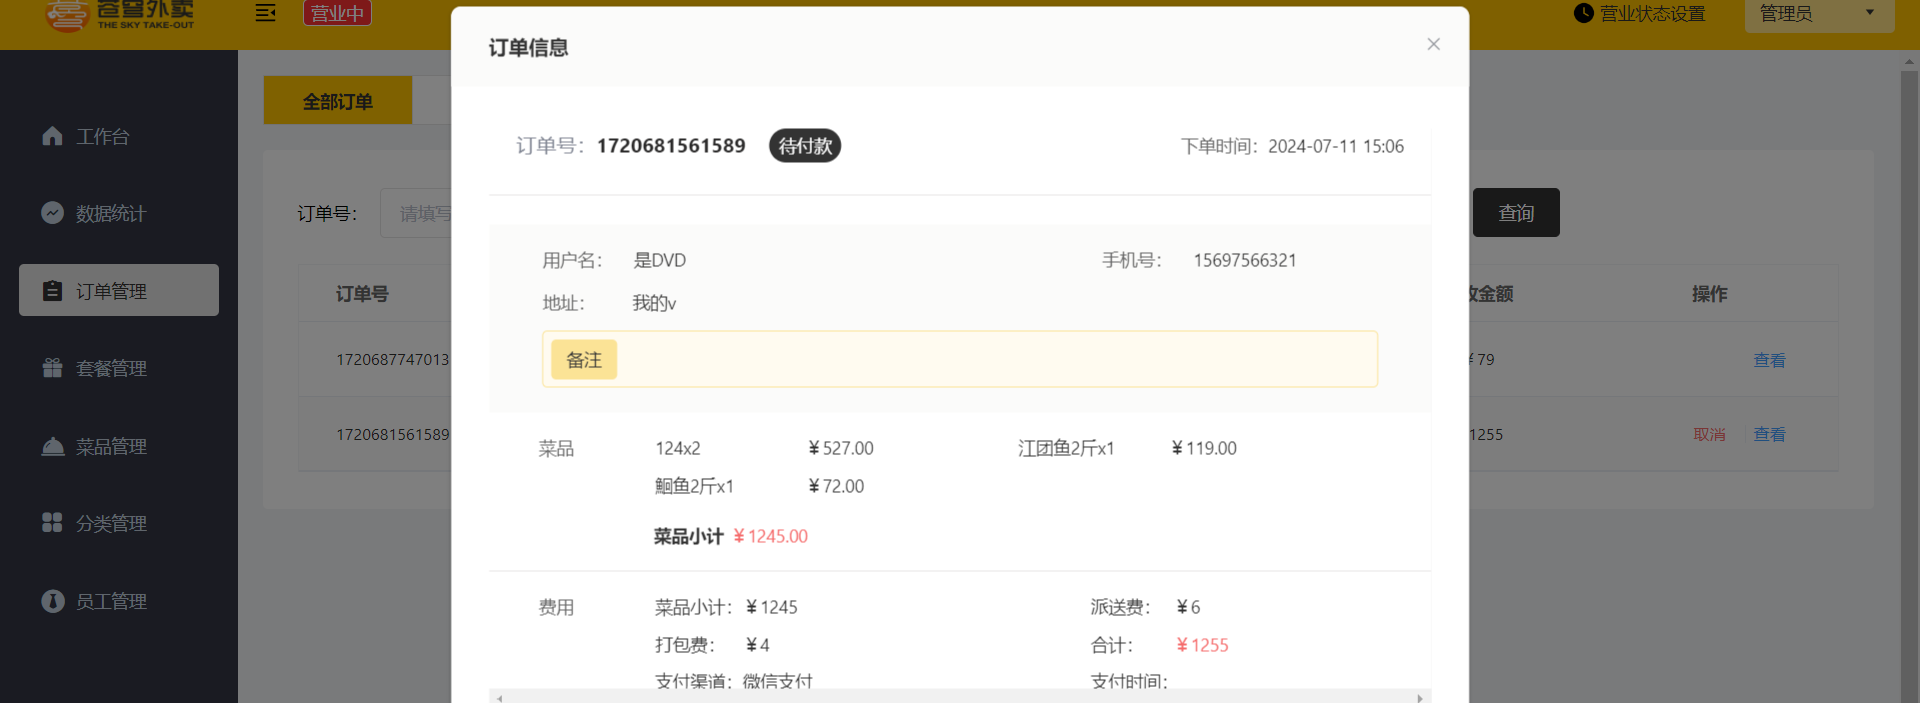 苍穹外卖
THE SKY TAKE-OUT
营业中
营业状态设置
管理员
工作台
数据统计
订单管理
套餐管理
菜品管理
分类管理
员工管理
全部订单
订单号：
请填写
查询
订单号
金额
操作
1720687747013
79
查看
1720681561589
1255
取消
查看
订单信息
订单号： 1720681561589 待付款
下单时间：2024-07-11 15:06
用户名： 是DVD
手机号： 15697566321
地址： 我的v
备注
菜品 124x2 ￥527.00 江团鱼2斤x1 ￥119.00
鮰鱼2斤x1 ￥72.00
菜品小计 ￥1245.00
费用 菜品小计：￥1245 派送费：￥6
打包费：￥4 合计：￥1255
支付渠道：微信支付 支付时间：